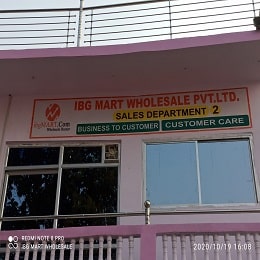 IBG MART WHOLESALE PVT.LTD.
SALES DEPARTMENT 2
BUSINESS TO CUSTOMER CUSTOMER CARE
REDMI NOTE 8 PRO
IBG MART WHOLESALE
2020/10/19 16:08